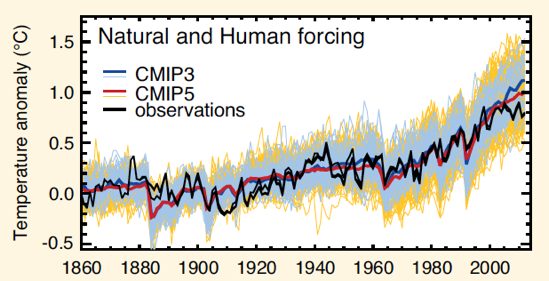 Natural and Human forcing
CMIP3
CMIP5
observations
Temperature anomaly (°C)
1.5
1.0
0.5
0.0
-0.5
1860 1880 1900 1920 1940 1960 1980 2000